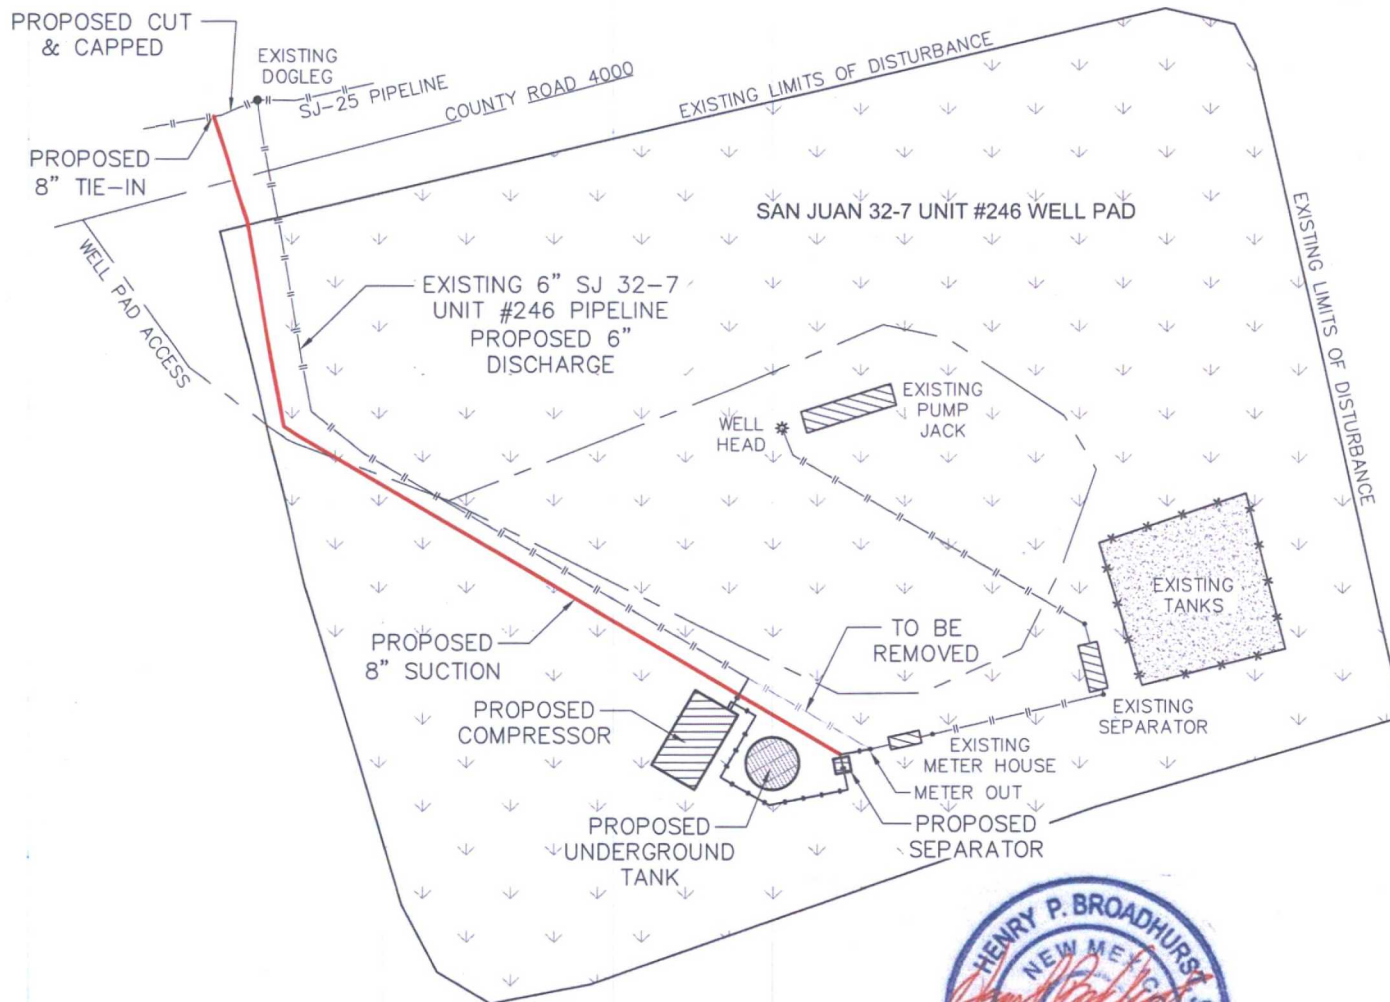 PROPOSED CUT
& CAPPED
EXISTING
DOGLEG
SJ-25 PIPELINE
COUNTY ROAD 4000
EXISTING LIMITS OF DISTURBANCE
PROPOSED
8" TIE-IN
SAN JUAN 32-7 UNIT #246 WELL PAD
EXISTING LIMITS OF DISTURBANCE
WELL PAD ACCESS
EXISTING 6" SJ 32-7
UNIT #246 PIPELINE
PROPOSED 6"
DISCHARGE
EXISTING
PUMP
JACK
WELL
HEAD
EXISTING
TANKS
TO BE
REMOVED
PROPOSED
8" SUCTION
EXISTING
SEPARATOR
PROPOSED
COMPRESSOR
EXISTING
METER HOUSE
METER OUT
PROPOSED
UNDERGROUND
TANK
PROPOSED
SEPARATOR
HENRY P. BROADHURST
NEW MEXIC